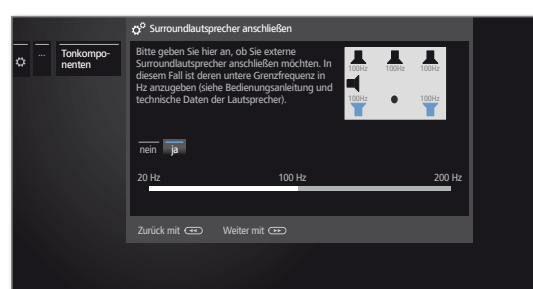 Surroundlautsprecher anschließen
...
Tonkompo-
nenten
Bitte geben Sie hier an, ob Sie externe
Surroundlautsprecher anschließen möchten. In
diesem Fall ist deren untere Grenzfrequenz in
Hz anzugeben (siehe Bedienungsanleitung und
technische Daten der Lautsprecher).
100Hz 100Hz 100Hz
100Hz 100Hz
nein ja
20 Hz 100 Hz 200 Hz
Zurück mit Weiter mit